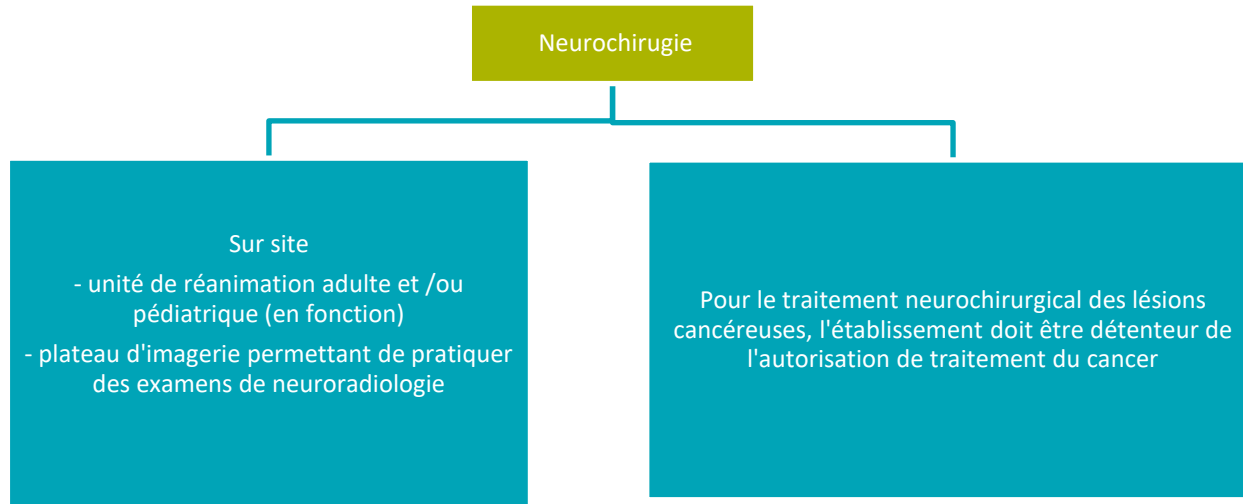 Neurochirugie
Sur site
- unité de réanimation adulte et /ou
pédiatrique (en fonction)
- plateau d'imagerie permettant de pratiquer
des examens de neuroradiologie
Pour le traitement neurochirurgical des lésions
cancéreuses, l'établissement doit être détenteur de
l'autorisation de traitement du cancer